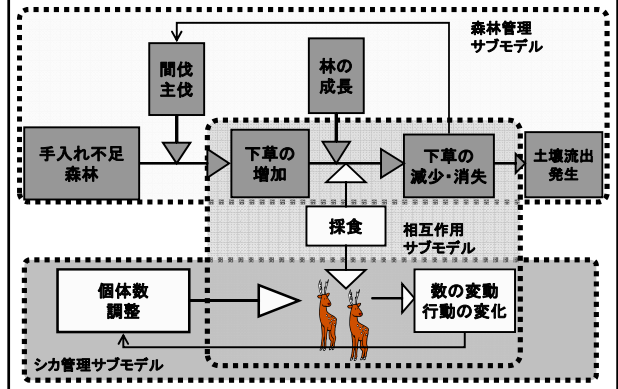 森林管理
サブモデル
間伐
主伐
林の
成長
手入れ不足
森林
下草の
増加
下草の
減少・消失
土壌流出
発生
採食
相互作用
サブモデル
個体数
調整
数の変動
行動の変化
シカ管理サブモデル